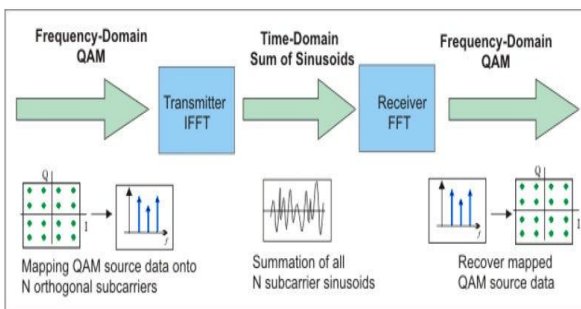 Frequency-Domain
QAM
Time-Domain
Sum of Sinusoids
Frequency-Domain
QAM
Transmitter
IFFT
Receiver
FFT
Q
I
f
Mapping QAM source data onto
N orthogonal subcarriers
Summation of all
N subcarrier sinusoids
f
Q
I
Recover mapped
QAM source data